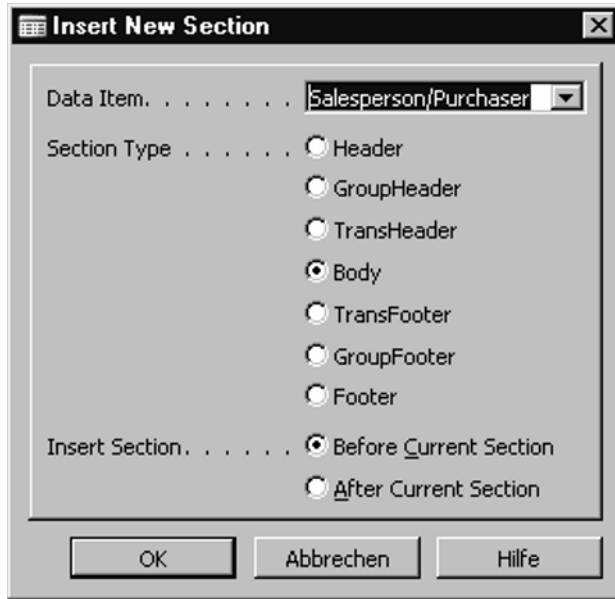 Insert New Section
Data Item. . . . . . . . Salesperson/Purchaser
Section Type . . . . . . Header
GroupHeader
TransHeader
Body
TransFooter
GroupFooter
Footer
Insert Section. . . . . . Before Current Section
After Current Section
OK Abbrechen Hilfe